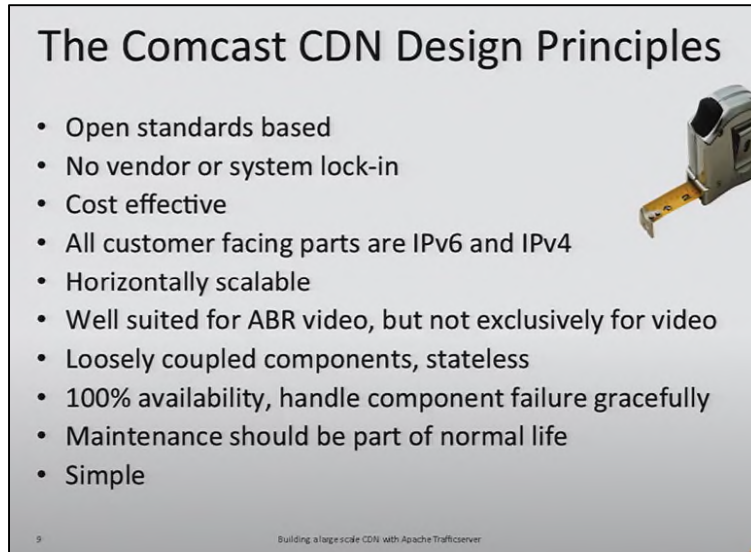 The Comcast CDN Design Principles
• Open standards based
• No vendor or system lock-in
• Cost effective
• All customer facing parts are IPv6 and IPv4
• Horizontally scalable
• Well suited for ABR video, but not exclusively for video
• Loosely coupled components, stateless
• 100% availability, handle component failure gracefully
• Maintenance should be part of normal life
• Simple
9 Building a large scale CDN with Apache Trafficserver